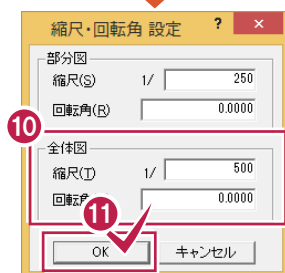 縮尺・回転角 設定 ? ×
部分図
縮尺(S) 1/ 250
回転角(R) 0.0000
10
全体図
縮尺(T) 1/ 500
回転 0.0000
11
OK キャンセル